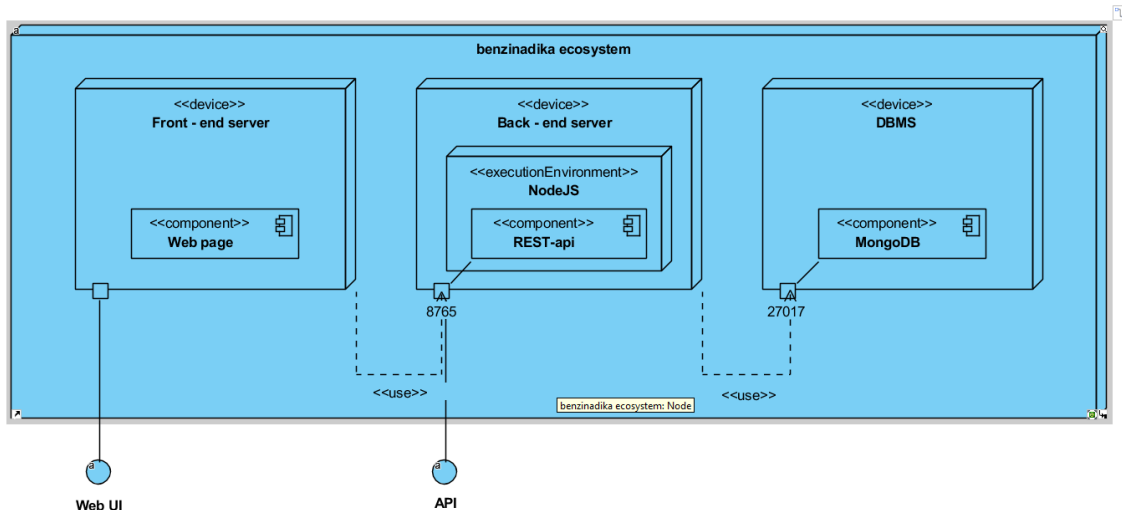 a
benzinadika ecosystem
<<device>>
Front - end server
<<component>>
Web page
<<device>>
Back - end server
<<executionEnvironment>>
NodeJS
<<component>>
REST-api
<<device>>
DBMS
<<component>>
MongoDB
8765
27017
<<use>>
<<use>>
benzinadika ecosystem: Node
a
Web UI
a
API